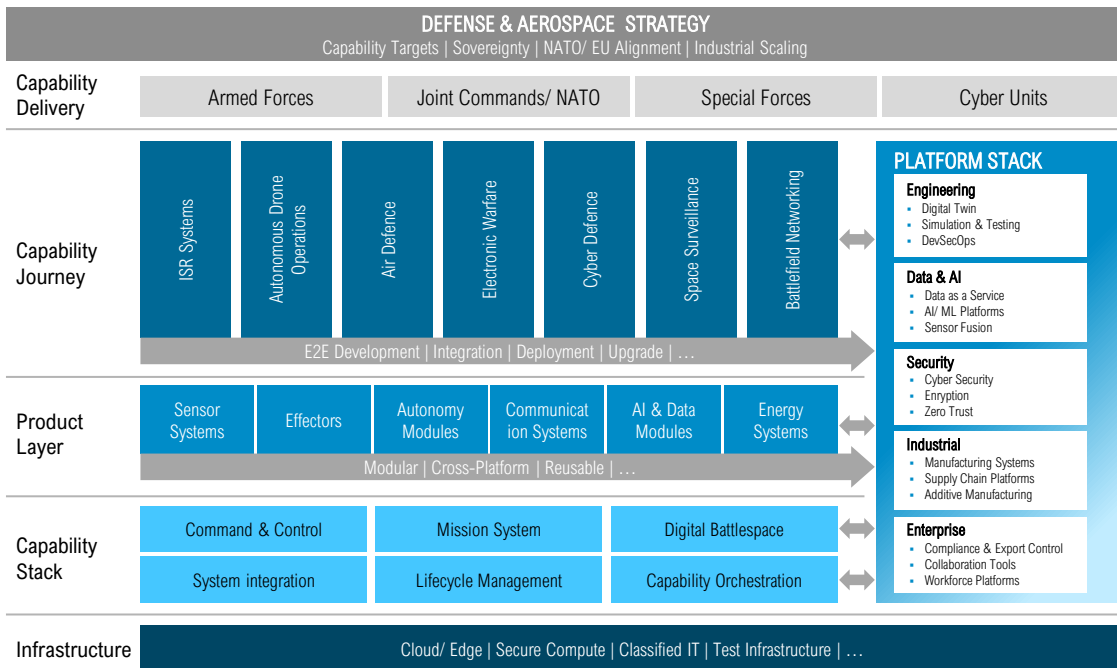 DEFENSE & AEROSPACE STRATEGY
Capability Targets | Sovereignty | NATO/ EU Alignment | Industrial Scaling
Capability
Delivery
Armed Forces
Joint Commands/ NATO
Special Forces
Cyber Units
Capability
Journey
ISR Systems
Autonomous Drone
Operations
Air Defence
Electronic Warfare
Cyber Defence
Space Surveillance
Battlefield Networking
E2E Development | Integration | Deployment | Upgrade | …
Product
Layer
Sensor
Systems
Effectors
Autonomy
Modules
Communicat
ion Systems
AI & Data
Modules
Energy
Systems
Modular | Cross-Platform | Reusable | …
Capability
Stack
Command & Control
Mission System
Digital Battlespace
System integration
Lifecycle Management
Capability Orchestration
PLATFORM STACK
Engineering
▪ Digital Twin
▪ Simulation & Testing
▪ DevSecOps
Data & AI
▪ Data as a Service
▪ AI/ ML Platforms
▪ Sensor Fusion
Security
▪ Cyber Security
▪ Enryption
▪ Zero Trust
Industrial
▪ Manufacturing Systems
▪ Supply Chain Platforms
▪ Additive Manufacturing
Enterprise
▪ Compliance & Export Control
▪ Collaboration Tools
▪ Workforce Platforms
Infrastructure
Cloud/ Edge | Secure Compute | Classified IT | Test Infrastructure | …